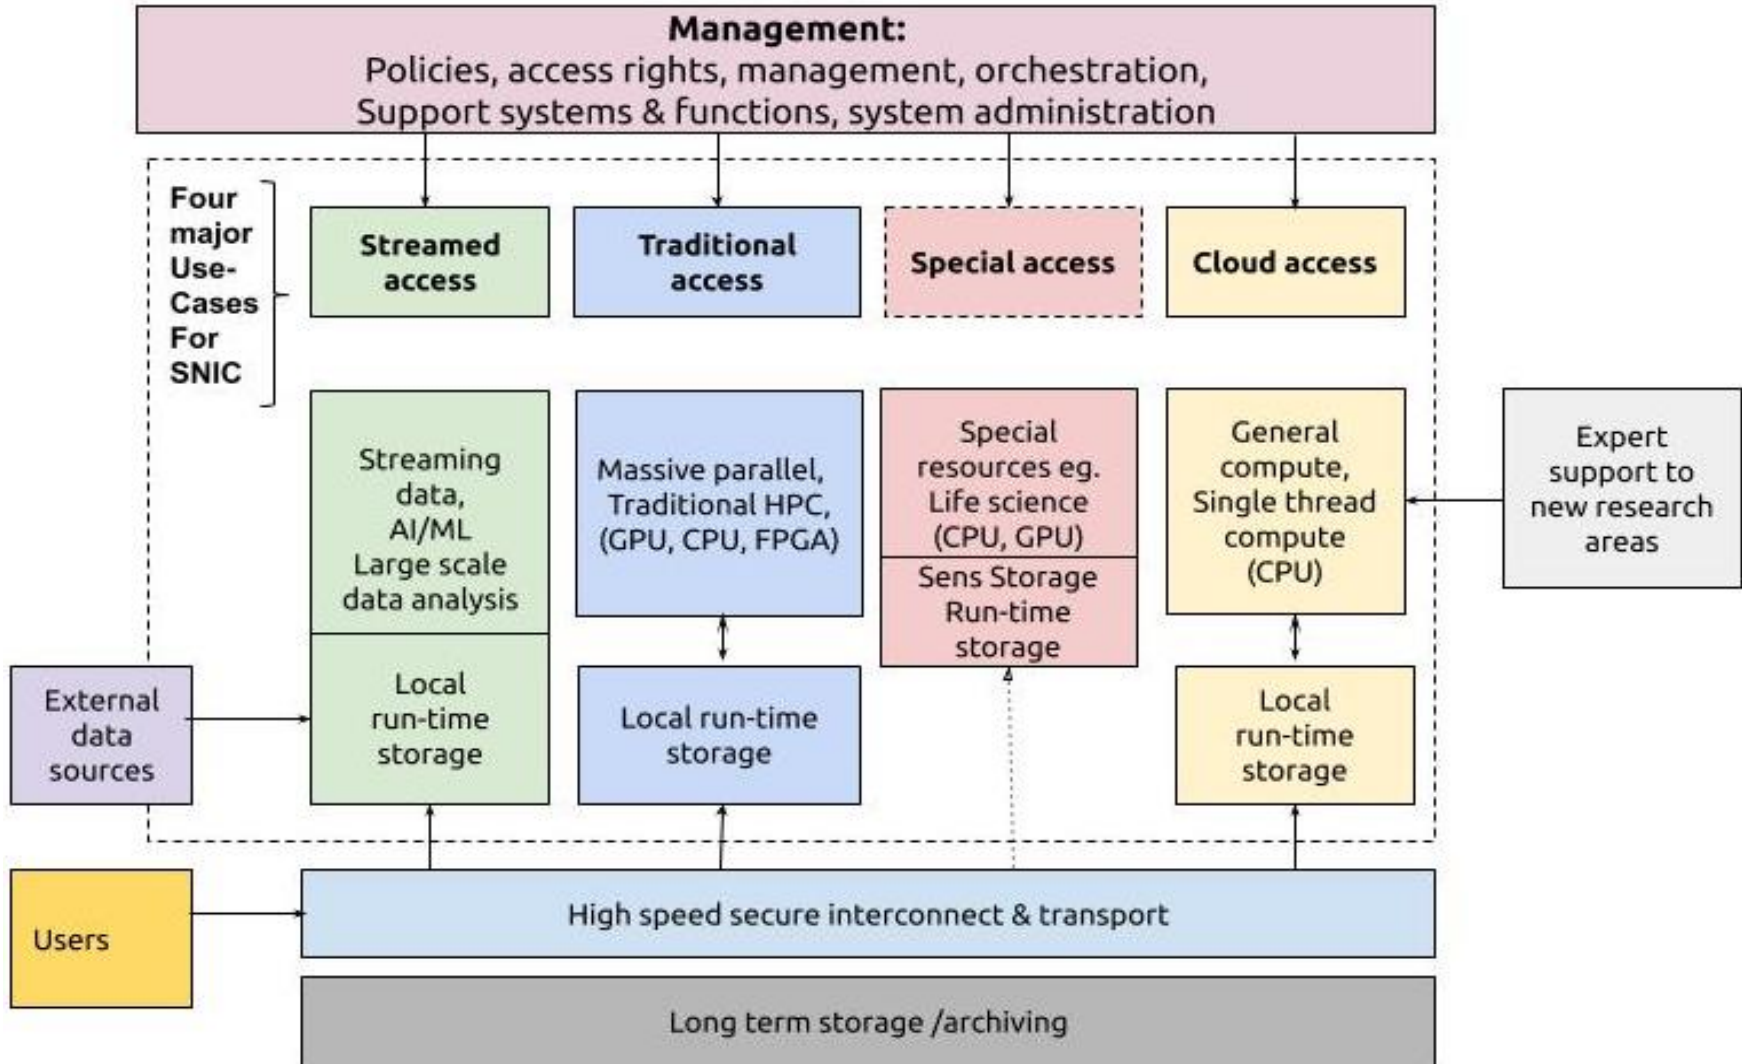 Management:
Policies, access rights, management, orchestration,
Support systems & functions, system administration
Four
major
Use-
Cases
For
SNIC
Streamed
access
Traditional
access
Special access
Cloud access
Streaming
data,
AI/ML
Large scale
data analysis
Massive parallel,
Traditional HPC,
(GPU, CPU, FPGA)
Special
resources eg.
Life science
(CPU, GPU)
Sens Storage
Run-time
storage
General
compute,
Single thread
compute
(CPU)
Expert
support to
new research
areas
External
data
sources
Local
run-time
storage
Local run-time
storage
Local
run-time
storage
Users
High speed secure interconnect & transport
Long term storage /archiving